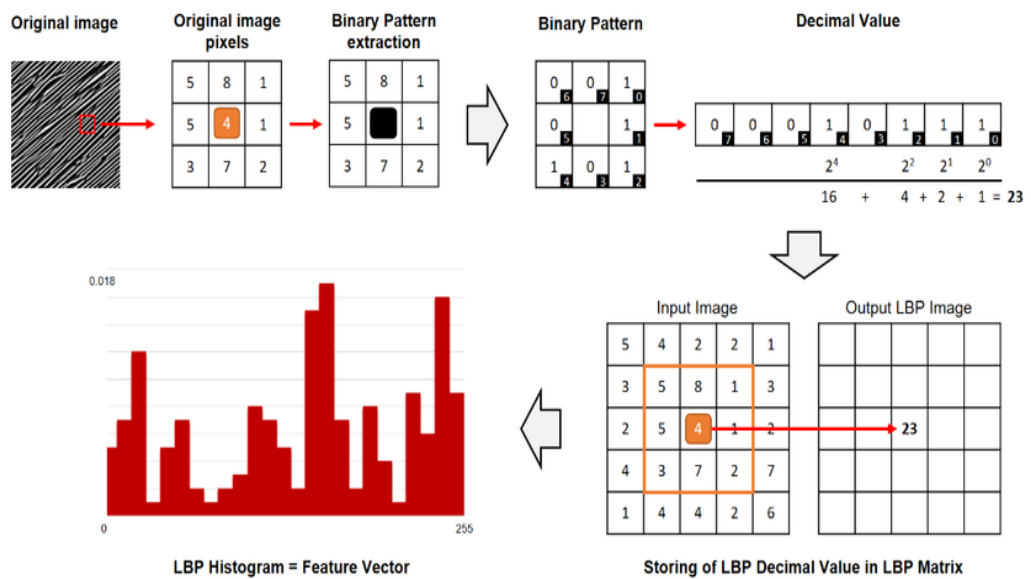 Original image
Original image pixels
Binary Pattern extraction
Binary Pattern
Decimal Value
5 8 1
5 4 1
3 7 2
5 8 1
5 1
3 7 2
0 6 0 7 1 0
0 5 1 1
1 4 0 3 1 2
0 7 0 6 0 5 1 4 0 3 1 2 1 1 1 0
2⁴ 2² 2¹ 2⁰
16 + 4 + 2 + 1 = 23
0.018
0 255
LBP Histogram = Feature Vector
Input Image
5 4 2 2 1
3 5 8 1 3
2 5 4 1 2
4 3 7 2 7
1 4 4 2 6
Output LBP Image
23
Storing of LBP Decimal Value in LBP Matrix